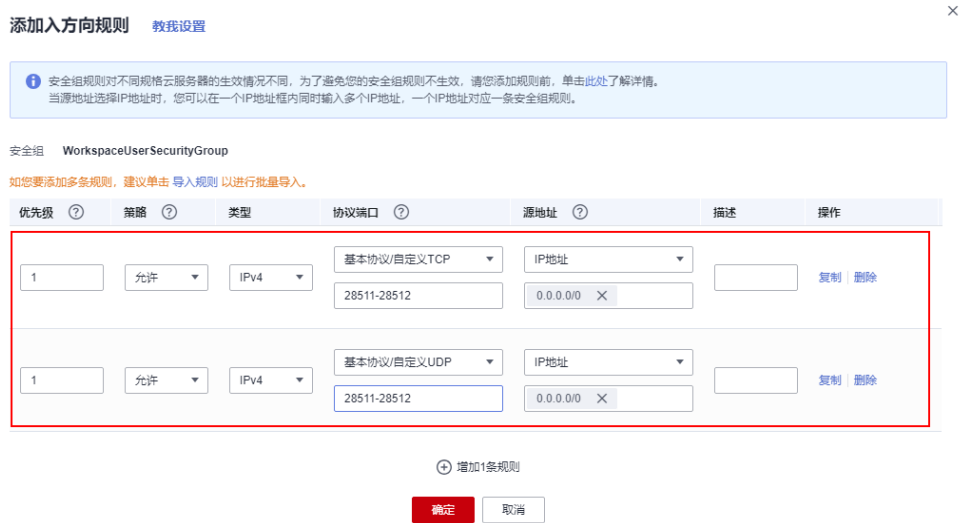 添加入方向规则 教我设置
安全组规则对不同规格云服务器的生效情况不同，为了避免您的安全组规则不生效，请您添加规则前，单击此处了解详情。
当源地址选择IP地址时，您可以在一个IP地址框内同时输入多个IP地址，一个IP地址对应一条安全组规则。
安全组 WorkspaceUserSecurityGroup
如您要添加多条规则，建议单击 导入规则 以进行批量导入。
优先级 策略 类型 协议端口 源地址 描述 操作
基本协议/自定义TCP IP地址
1 允许 IPv4 复制 删除
28511-28512 0.0.0.0/0
基本协议/自定义UDP IP地址
1 允许 IPv4 复制 删除
28511-28512 0.0.0.0/0
增加1条规则
确定 取消